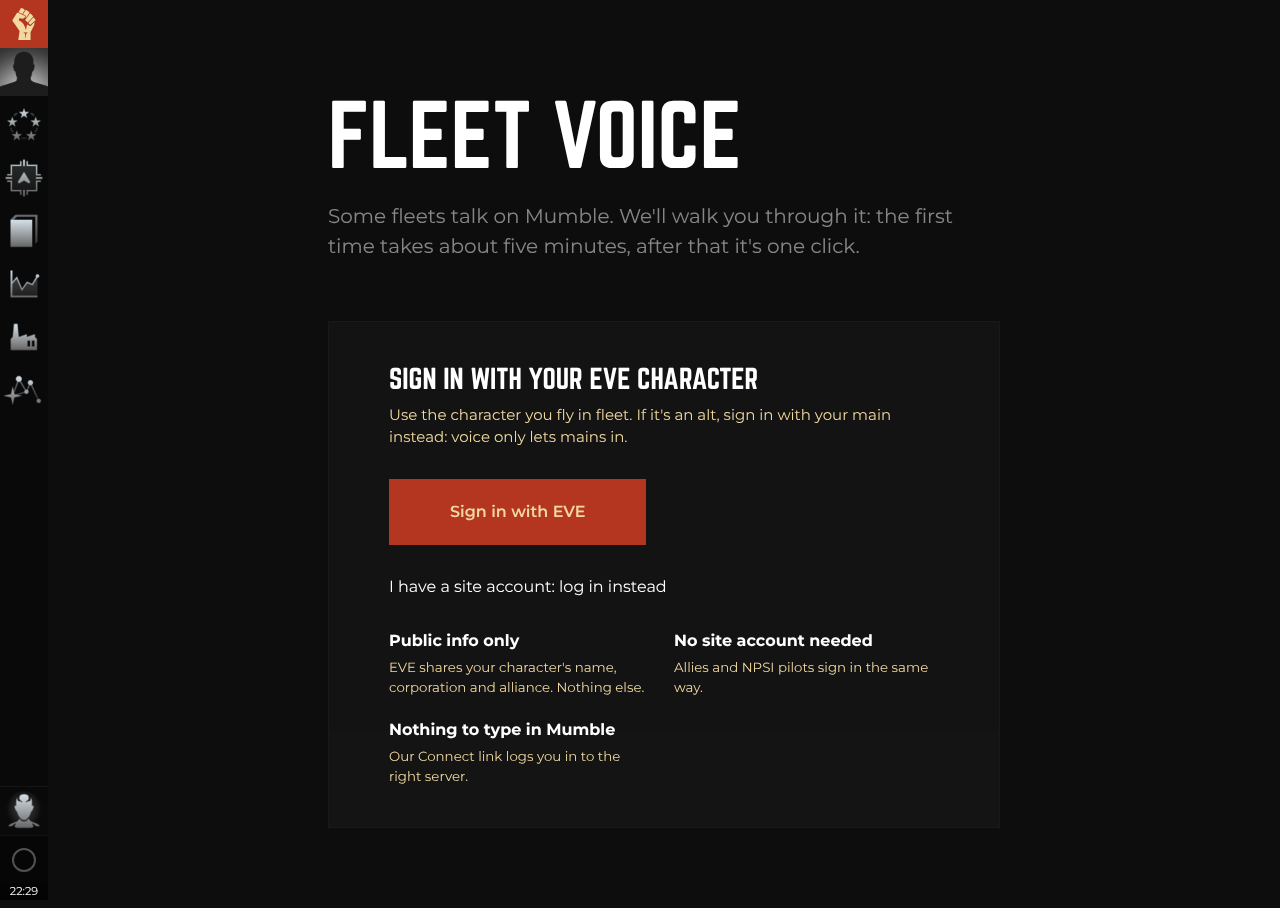 FLEET VOICE
Some fleets talk on Mumble. We'll walk you through it: the first
time takes about five minutes, after that it's one click.
SIGN IN WITH YOUR EVE CHARACTER
Use the character you fly in fleet. If it's an alt, sign in with your main
instead: voice only lets mains in.
Sign in with EVE
I have a site account: log in instead
Public info only
EVE shares your character's name,
corporation and alliance. Nothing else.
No site account needed
Allies and NPSI pilots sign in the same
way.
Nothing to type in Mumble
Our Connect link logs you in to the
right server.
22:29